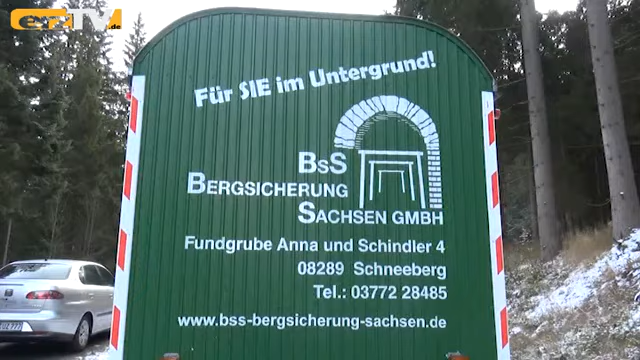 Für SIE im Untergrund!
BsS
BERGSICHERUNG
SACHSEN GMBH
Fundgrube Anna und Schindler 4
08289 Schneeberg
Tel.: 03772 28485
www.bss-bergsicherung-sachsen.de